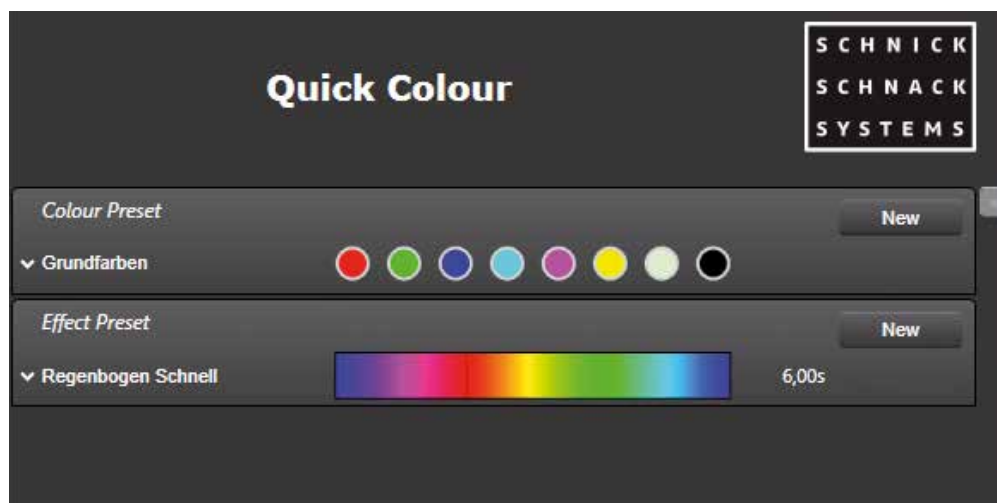 Quick Colour
SCHNICK
SCHNACK
SYSTEMS
Colour Preset
New
Grundfarben
Effect Preset
New
Regenbogen Schnell
6,00s